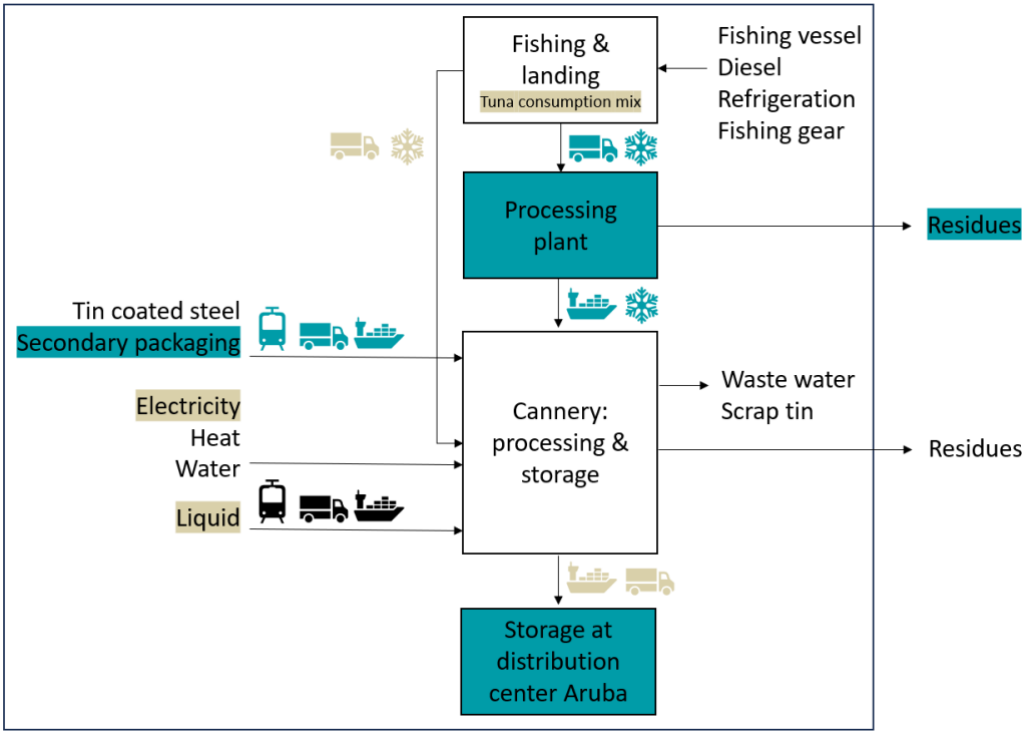 Fishing &
landing
Tuna consumption mix
Fishing vessel
Diesel
Refrigeration
Fishing gear
Processing
plant
Residues
Tin coated steel
Secondary packaging
Electricity
Heat
Water
Liquid
Cannery:
processing &
storage
Waste water
Scrap tin
Residues
Storage at
distribution
center Aruba